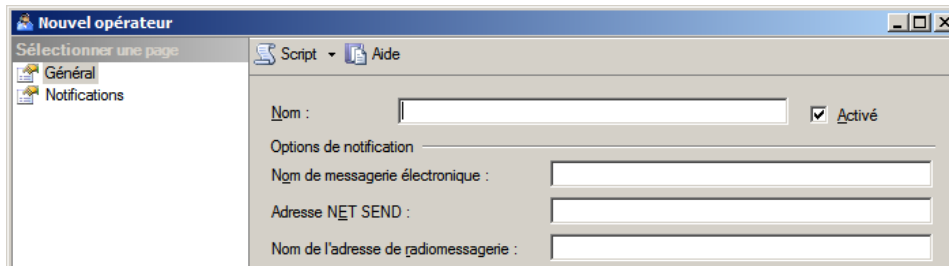 Nouvel opérateur
Sélectionner une page
Général
Notifications
Script
Aide
Nom :
Activé
Options de notification
Nom de messagerie électronique :
Adresse NET SEND :
Nom de l'adresse de radiomessagerie :